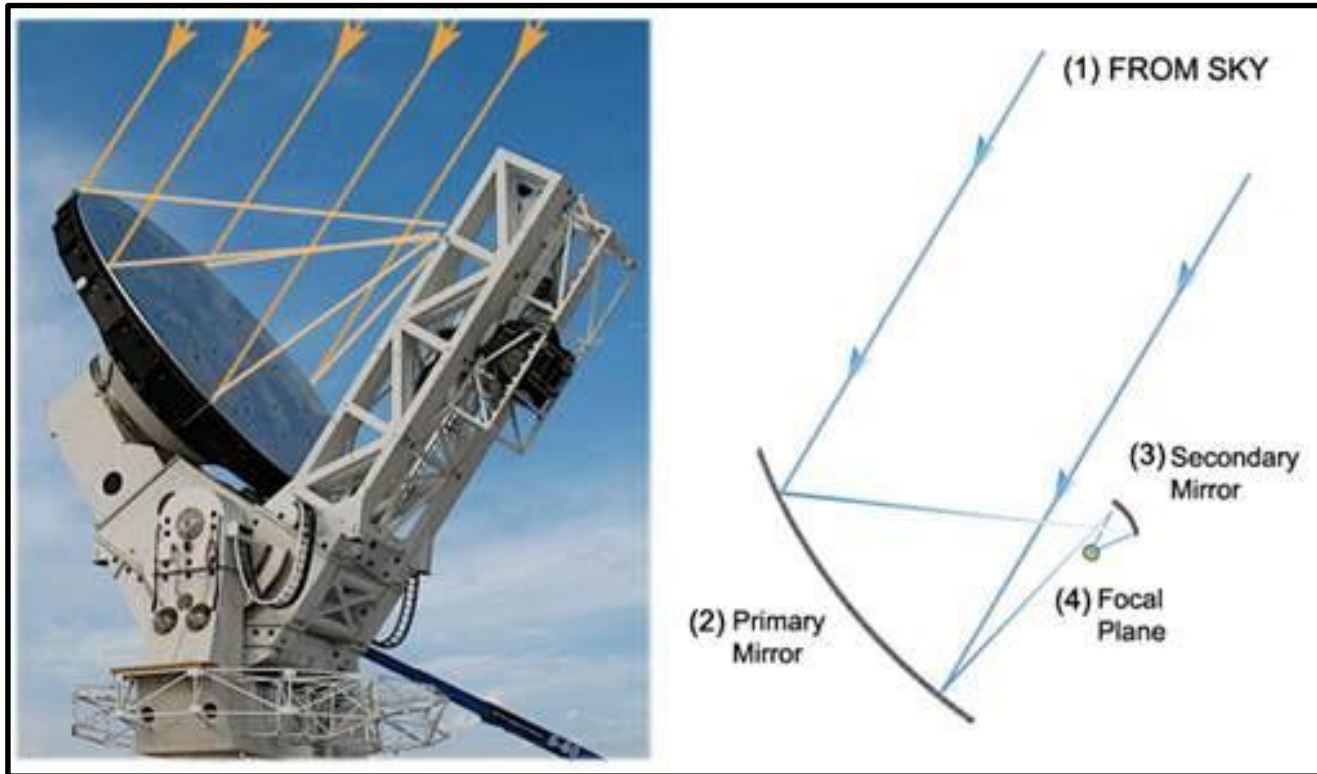 (1) FROM SKY
(3) Secondary
Mirror
(4) Focal
Plane
(2) Primary
Mirror